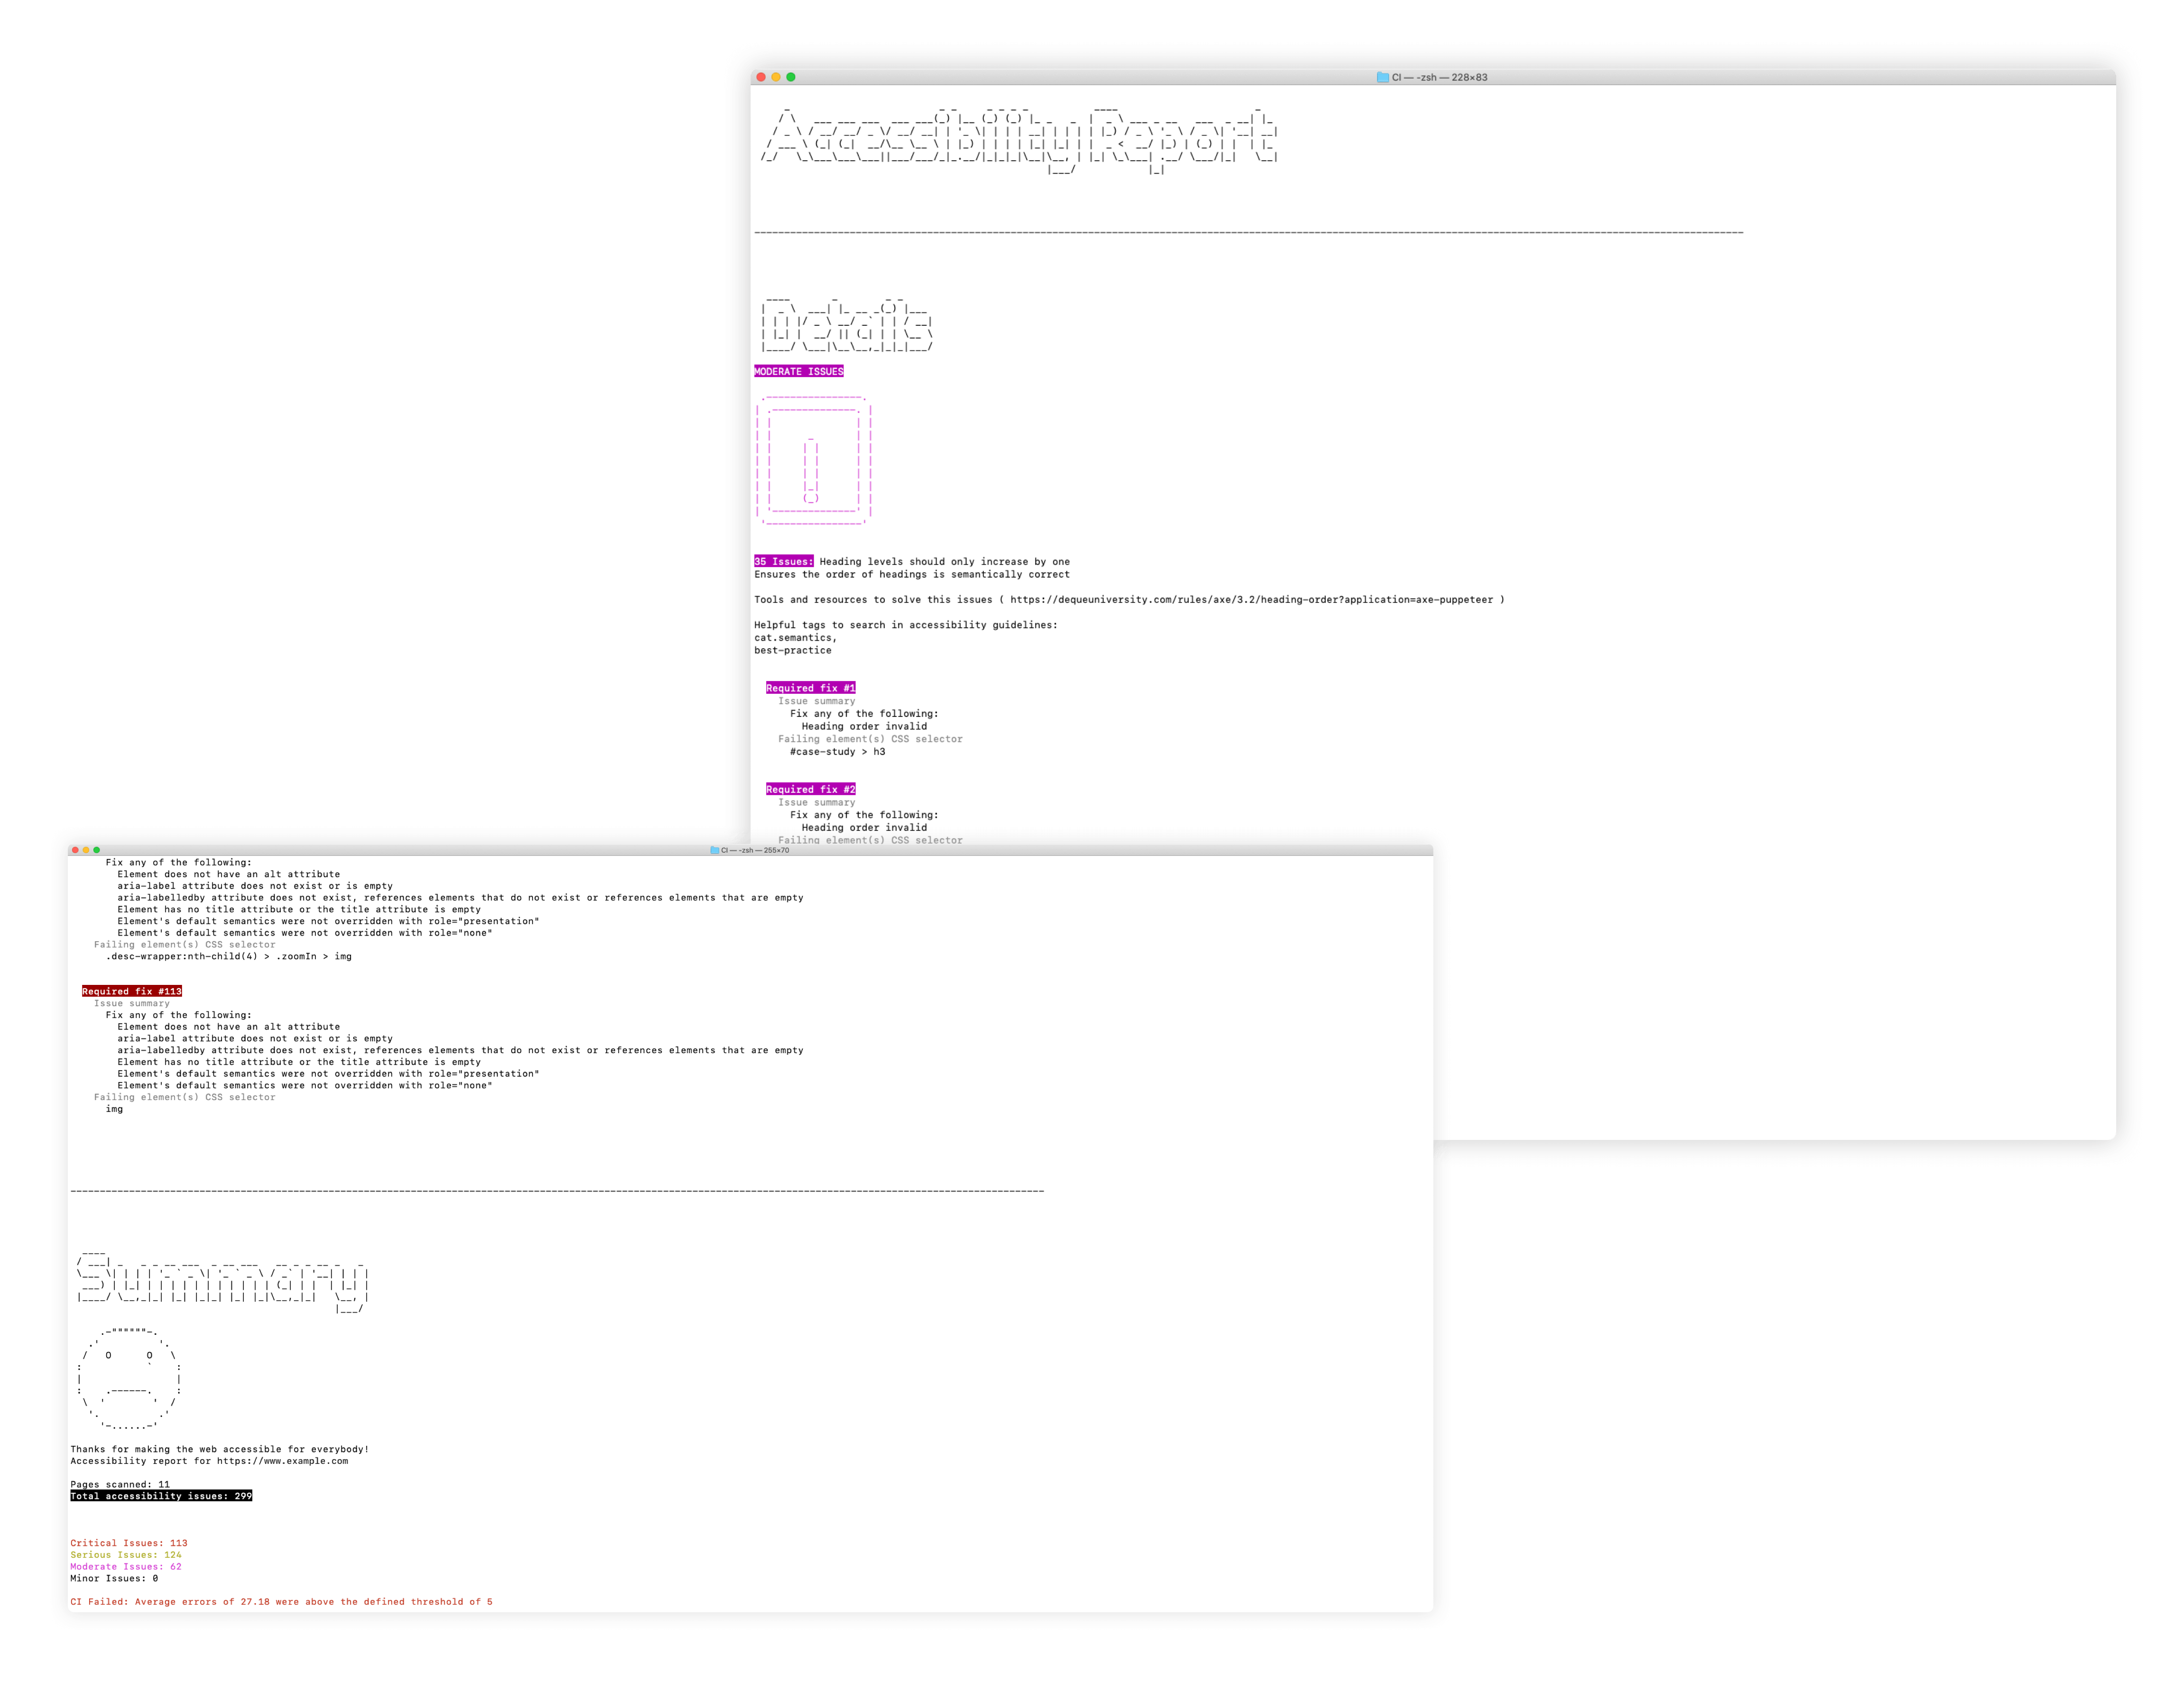 CI — -zsh — 228×83
Accessibility Report
Details
MODERATE ISSUES
35 Issues: Heading levels should only increase by one
Ensures the order of headings is semantically correct
Tools and resources to solve this issues ( https://dequeuniversity.com/rules/axe/3.2/heading-order?application=axe-puppeteer )
Helpful tags to search in accessibility guidelines:
cat.semantics,
best-practice
Required fix #1
Issue summary
Fix any of the following:
Heading order invalid
Failing element(s) CSS selector
#case-study > h3
Required fix #2
Issue summary
Fix any of the following:
Heading order invalid
Failing element(s) CSS selector
CI — -zsh — 255×70
Fix any of the following:
Element does not have an alt attribute
aria-label attribute does not exist or is empty
aria-labelledby attribute does not exist, references elements that do not exist or references elements that are empty
Element has no title attribute or the title attribute is empty
Element's default semantics were not overridden with role="presentation"
Element's default semantics were not overridden with role="none"
Failing element(s) CSS selector
.desc-wrapper:nth-child(4) > .zoomIn > img
Required fix #113
Issue summary
Fix any of the following:
Element does not have an alt attribute
aria-label attribute does not exist or is empty
aria-labelledby attribute does not exist, references elements that do not exist or references elements that are empty
Element has no title attribute or the title attribute is empty
Element's default semantics were not overridden with role="presentation"
Element's default semantics were not overridden with role="none"
Failing element(s) CSS selector
img
Summary
Thanks for making the web accessible for everybody!
Accessibility report for https://www.example.com
Pages scanned: 11
Total accessibility issues: 299
Critical Issues: 113
Serious Issues: 124
Moderate Issues: 62
Minor Issues: 0
CI Failed: Average errors of 27.18 were above the defined threshold of 5